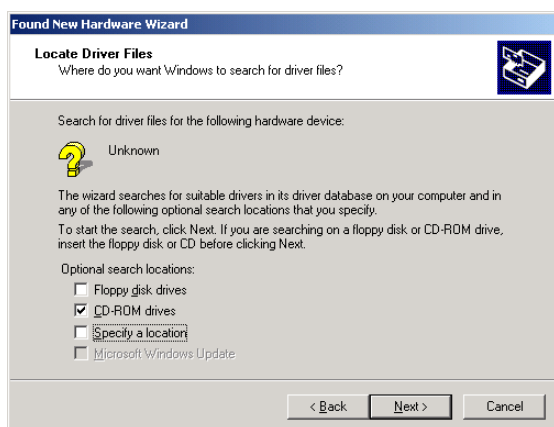 Found New Hardware Wizard
Locate Driver Files
Where do you want Windows to search for driver files?
Search for driver files for the following hardware device:
Unknown
The wizard searches for suitable drivers in its driver database on your computer and in
any of the following optional search locations that you specify.
To start the search, click Next. If you are searching on a floppy disk or CD-ROM drive,
insert the floppy disk or CD before clicking Next.
Optional search locations:
Floppy disk drives
CD-ROM drives
Specify a location
Microsoft Windows Update
< Back Next > Cancel